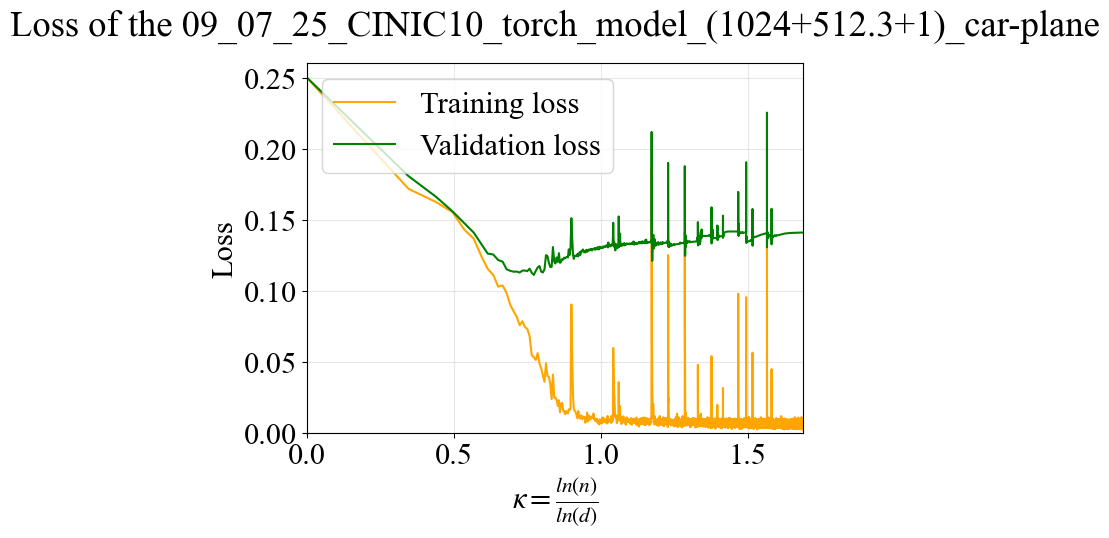 Loss of the 09_07_25_CINIC10_torch_model_(1024+512.3+1)_car-plane
0.25
0.20
0.15
0.10
0.05
0.00
Loss
Training loss
Validation loss
0.0 0.5 1.0 1.5
κ = ln(n)/ln(d)